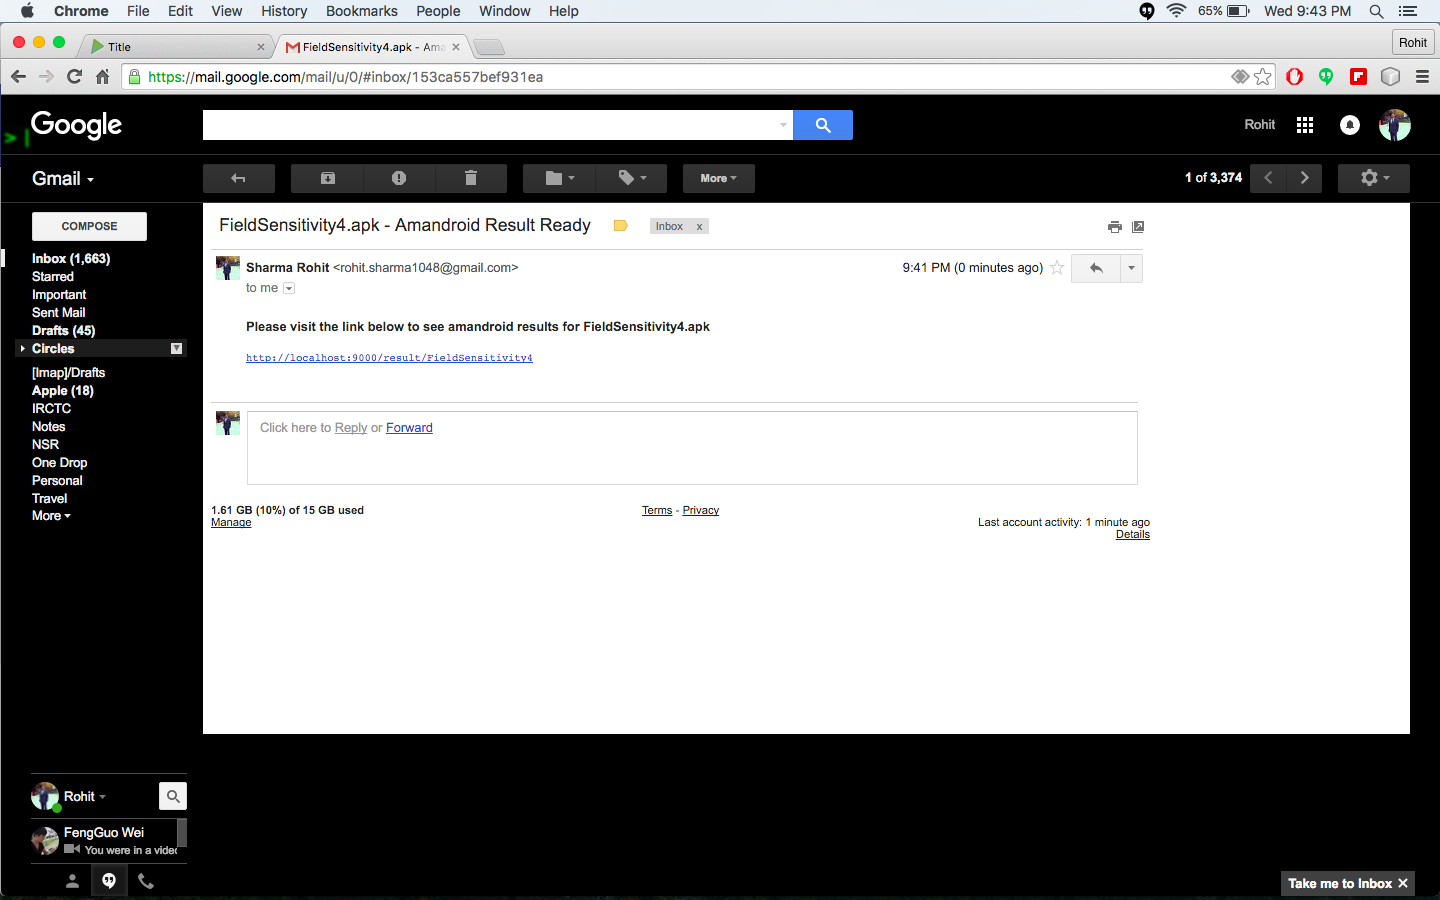 Chrome File Edit View History Bookmarks People Window Help 65% Wed 9:43 PM
Title FieldSensitivity4.apk - Ama Rohit
https://mail.google.com/mail/u/0/#inbox/153ca557bef931ea
> |
Google Rohit
Gmail More 1 of 3,374
COMPOSE
FieldSensitivity4.apk - Amandroid Result Ready Inbox x
Inbox (1,663)
Starred
Important
Sent Mail
Drafts (45)
Circles
[Imap]/Drafts
Apple (18)
IRCTC
Notes
NSR
One Drop
Personal
Travel
More
Sharma Rohit <rohit.sharma1048@gmail.com> 9:41 PM (0 minutes ago)
to me
Please visit the link below to see amandroid results for FieldSensitivity4.apk
http://localhost:9000/result/FieldSensitivity4
Click here to Reply or Forward
1.61 GB (10%) of 15 GB used
Manage
Terms - Privacy
Last account activity: 1 minute ago
Details
Rohit
FengGuo Wei
You were in a video
Take me to Inbox ×